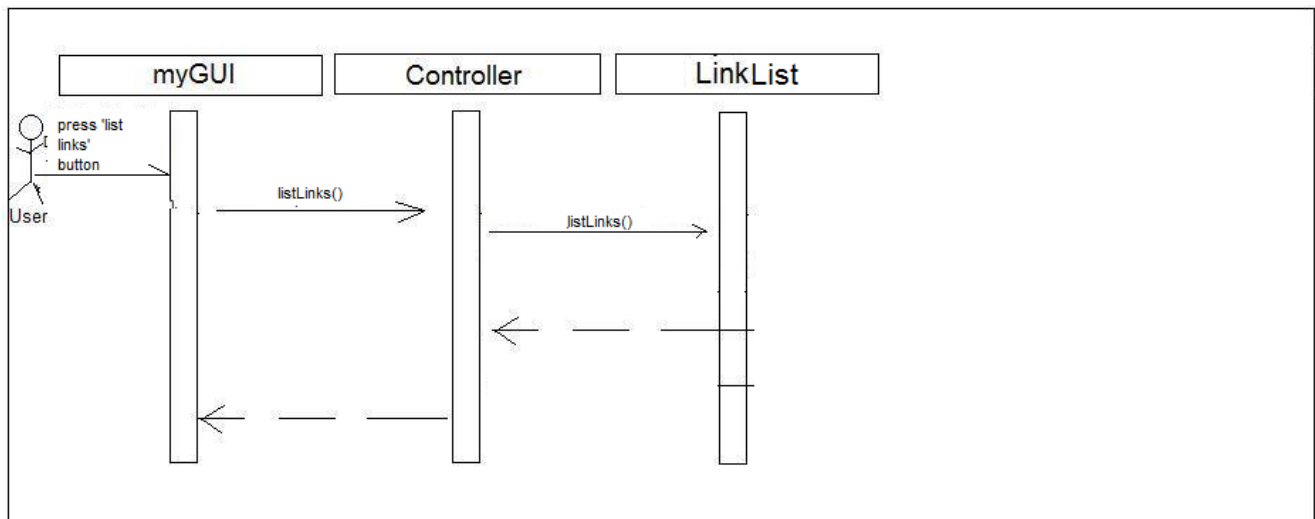 myGUI
Controller
LinkList
press 'list
links'
button
User
listLinks()
listLinks()